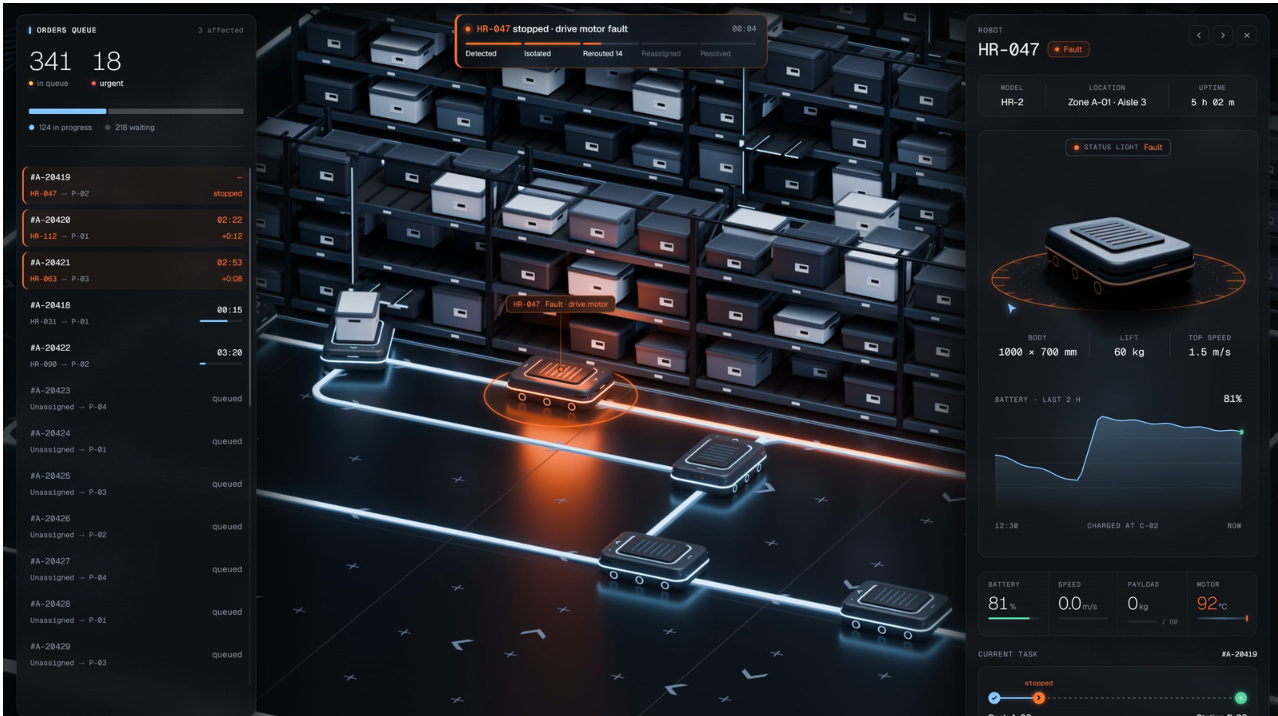 ORDERS QUEUE 3 affected
341 18
in queue urgent
124 in progress 218 waiting
#A-20419 —
HR-047 → P-02 stopped
#A-20420 02:22
HR-112 → P-01 +0:12
#A-20421 02:53
HR-063 → P-03 +0:08
#A-20418 00:15
HR-031 → P-01
#A-20422 03:20
HR-090 → P-02
#A-20423 queued
Unassigned → P-04
#A-20424 queued
Unassigned → P-01
#A-20425 queued
Unassigned → P-03
#A-20426 queued
Unassigned → P-02
#A-20427 queued
Unassigned → P-04
#A-20428 queued
Unassigned → P-01
#A-20429 queued
Unassigned → P-03
HR-047 stopped · drive motor fault 00:04
Detected Isolated Rerouted 14 Reassigned Resolved
HR-047 Fault · drive motor
ROBOT
HR-047 Fault
MODEL LOCATION UPTIME
HR-2 Zone A-01 · Aisle 3 5 h 02 m
STATUS LIGHT Fault
BODY LIFT TOP SPEED
1000 × 700 mm 60 kg 1.5 m/s
BATTERY · LAST 2 H 81%
12:30 CHARGED AT C-02 NOW
BATTERY SPEED PAYLOAD MOTOR
81 % 0.0 m/s 0 kg 92 °C
/ 60
CURRENT TASK #A-20419
stopped